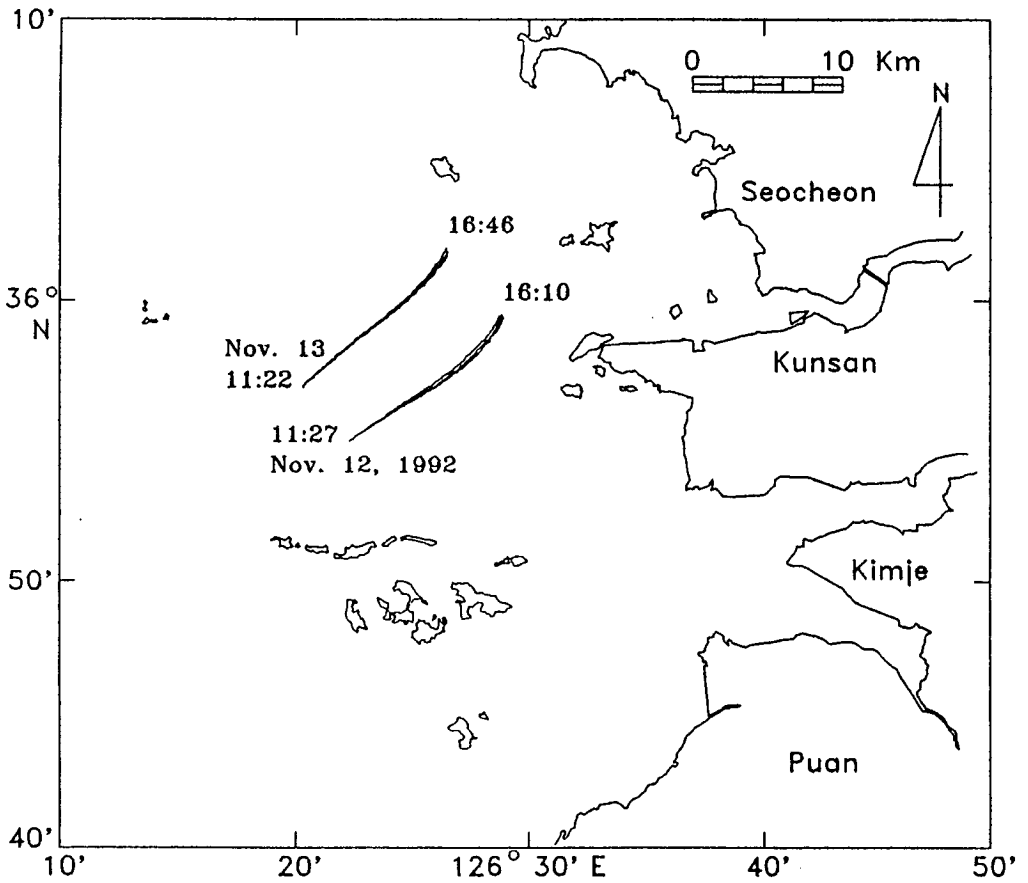 10'
0 10 Km
N
Seocheon
16:46
16:10
36°
N
Nov. 13
11:22
Kunsan
11:27
Nov. 12, 1992
50'
Kimje
Puan
40'
10' 20' 126° 30' E 40' 50'